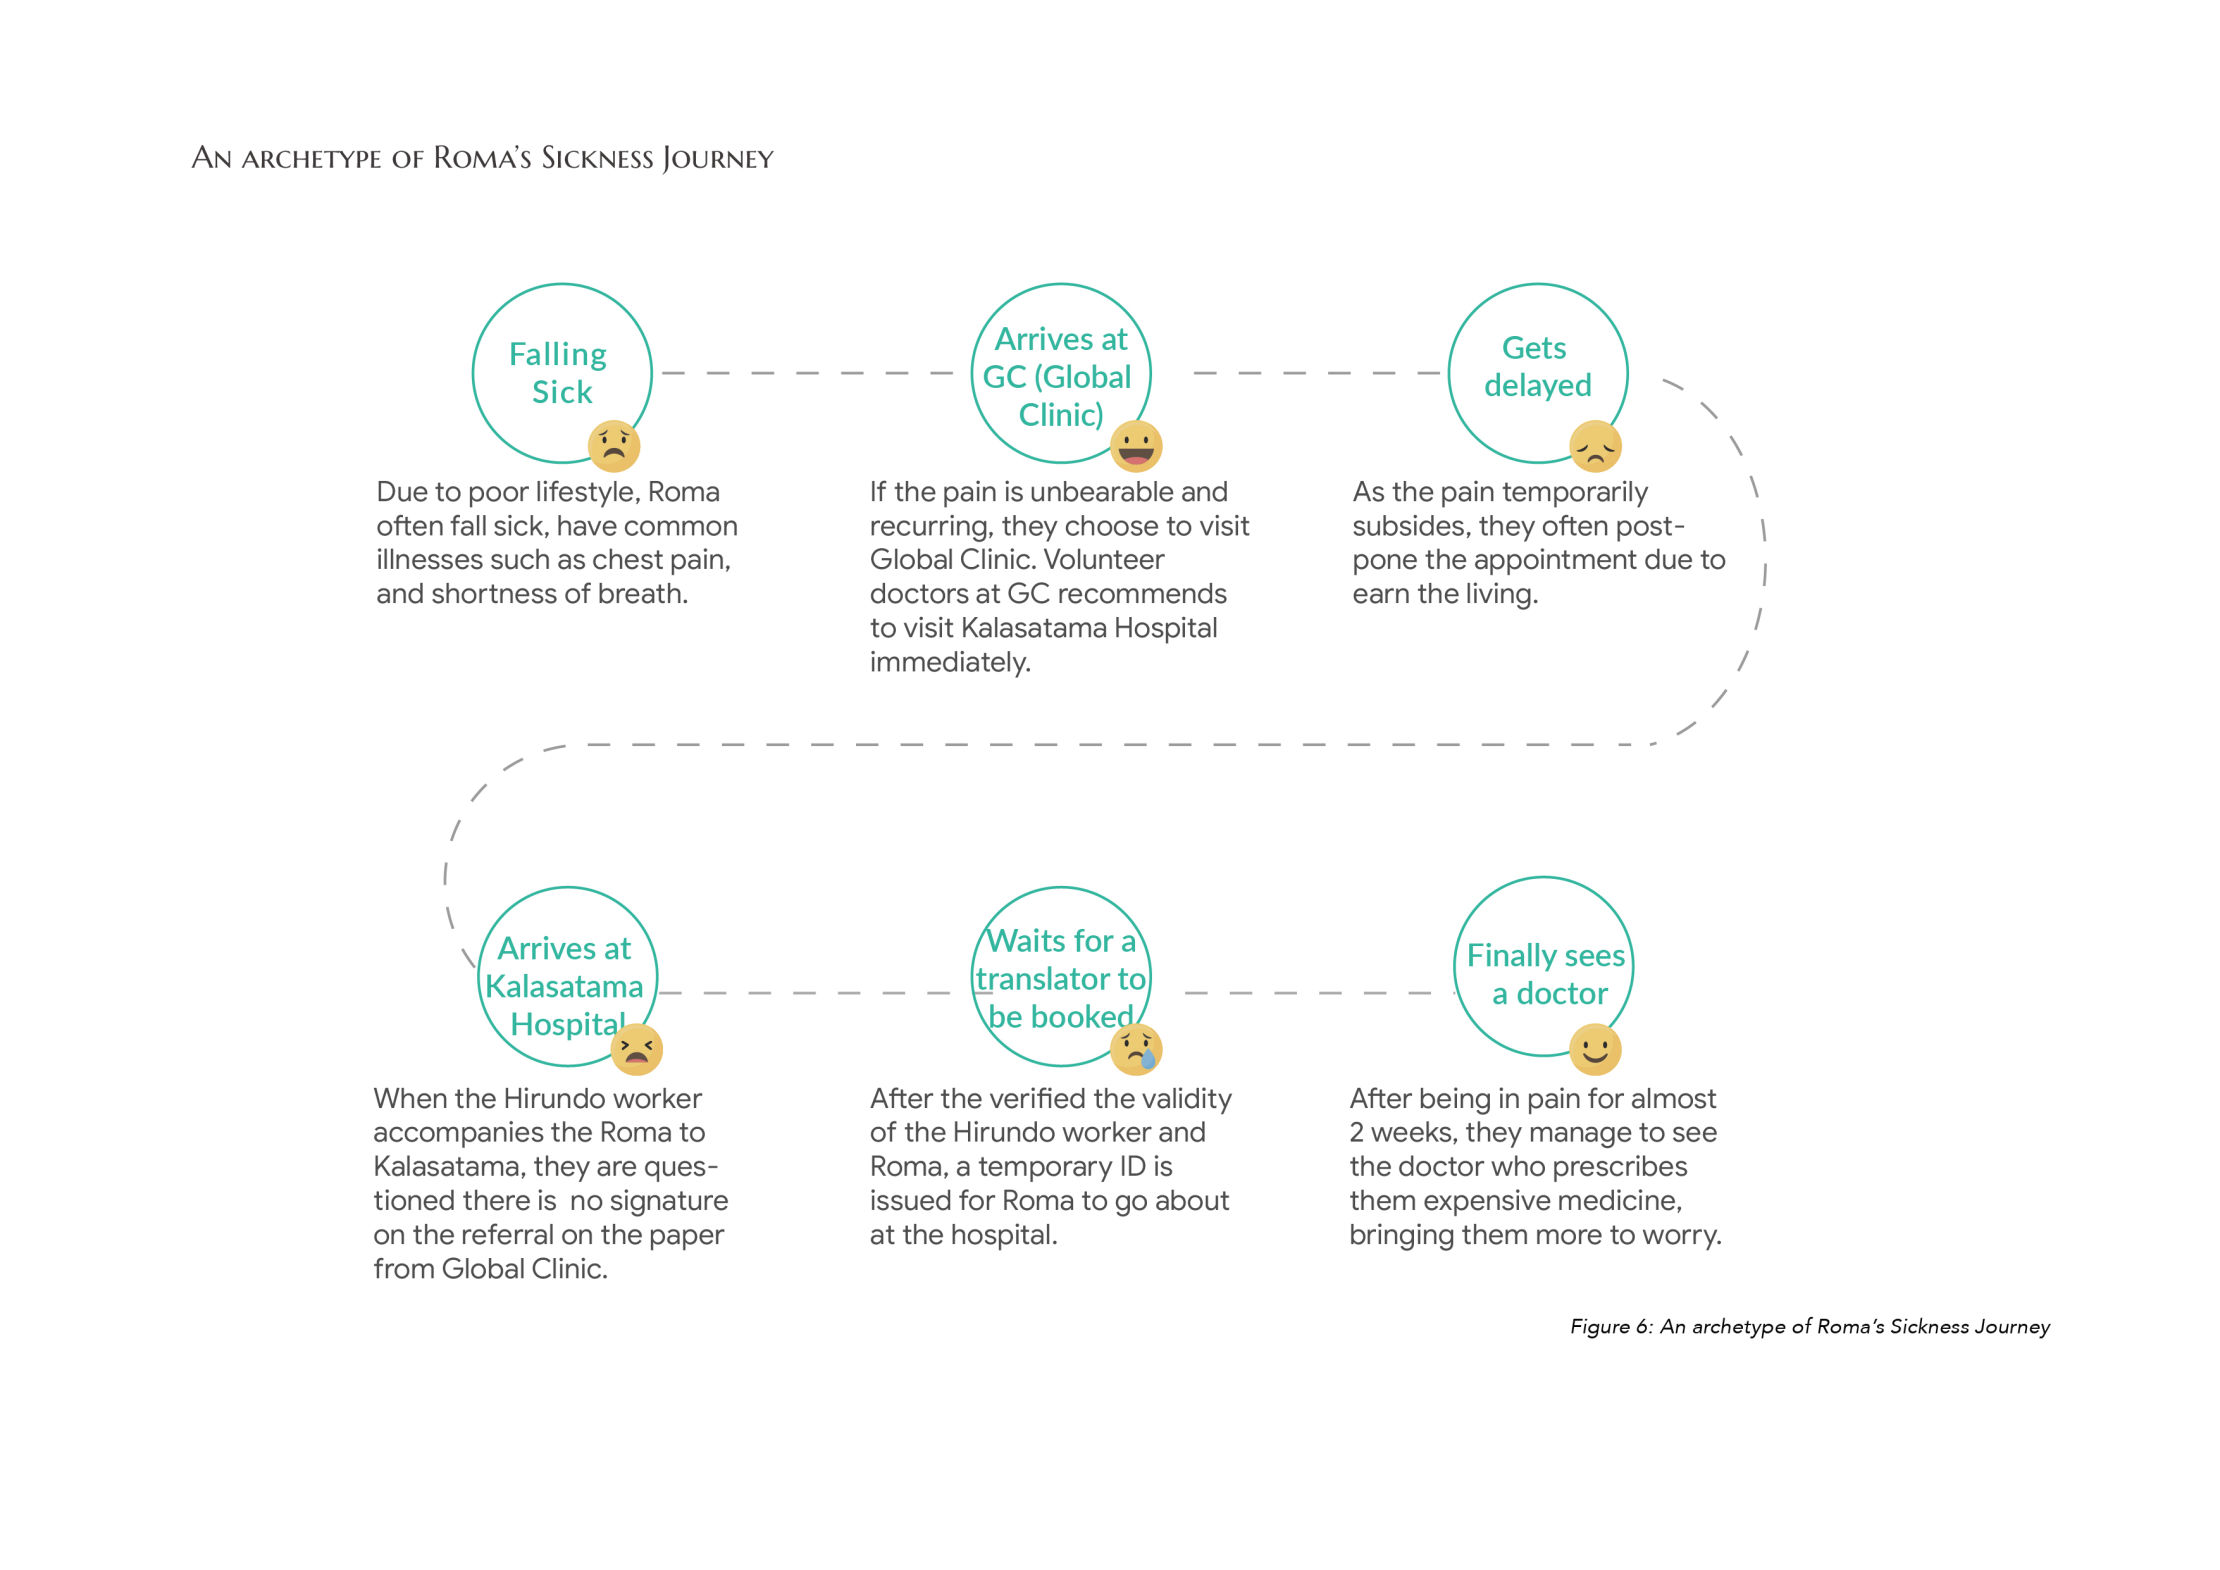 An archetype of Roma's Sickness Journey
Falling
Sick
Due to poor lifestyle, Roma
often fall sick, have common
illnesses such as chest pain,
and shortness of breath.
Arrives at
GC (Global
Clinic)
If the pain is unbearable and
recurring, they choose to visit
Global Clinic. Volunteer
doctors at GC recommends
to visit Kalasatama Hospital
immediately.
Gets
delayed
As the pain temporarily
subsides, they often post-
pone the appointment due to
earn the living.
Arrives at
Kalasatama
Hospital
When the Hirundo worker
accompanies the Roma to
Kalasatama, they are ques-
tioned there is  no signature
on the referral on the paper
from Global Clinic.
Waits for a
translator to
be booked
After the verified the validity
of the Hirundo worker and
Roma, a temporary ID is
issued for Roma to go about
at the hospital.
Finally sees
a doctor
After being in pain for almost
2 weeks, they manage to see
the doctor who prescribes
them expensive medicine,
bringing them more to worry.
Figure 6: An archetype of Roma's Sickness Journey